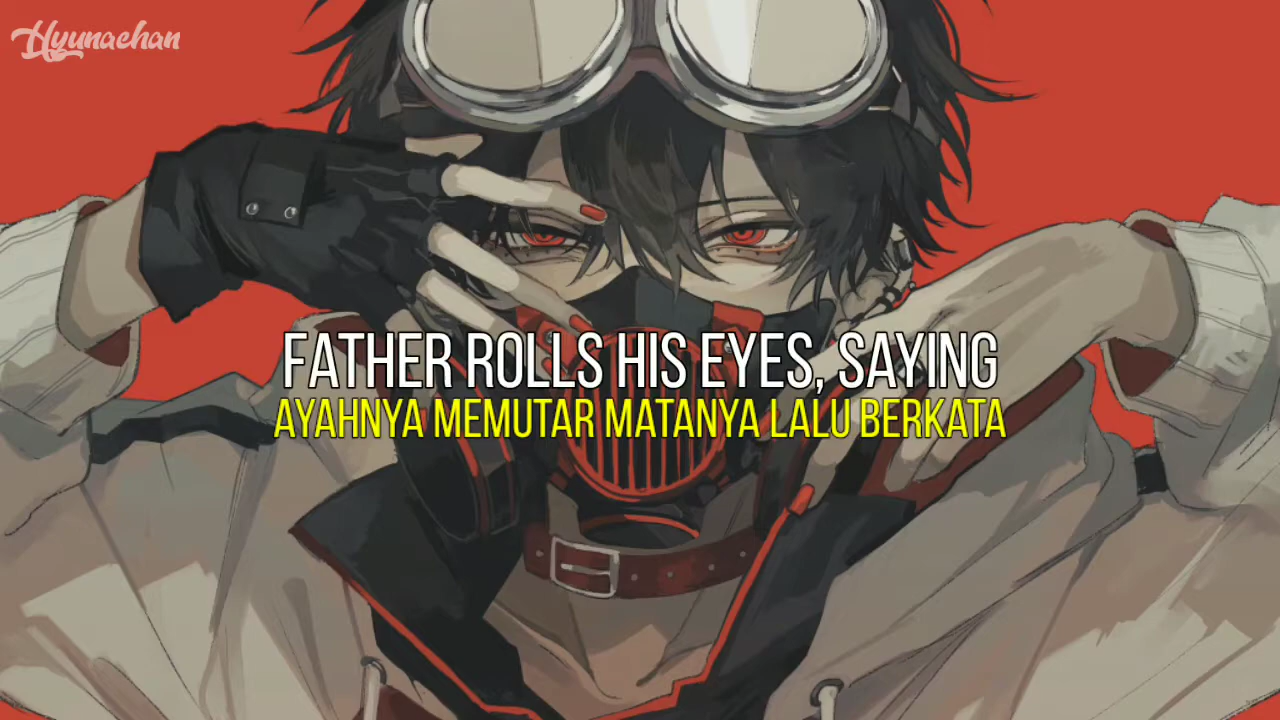 Hyunachan
FATHER ROLLS HIS EYES, SAYING
AYAHNYA MEMUTAR MATANYA LALU BERKATA